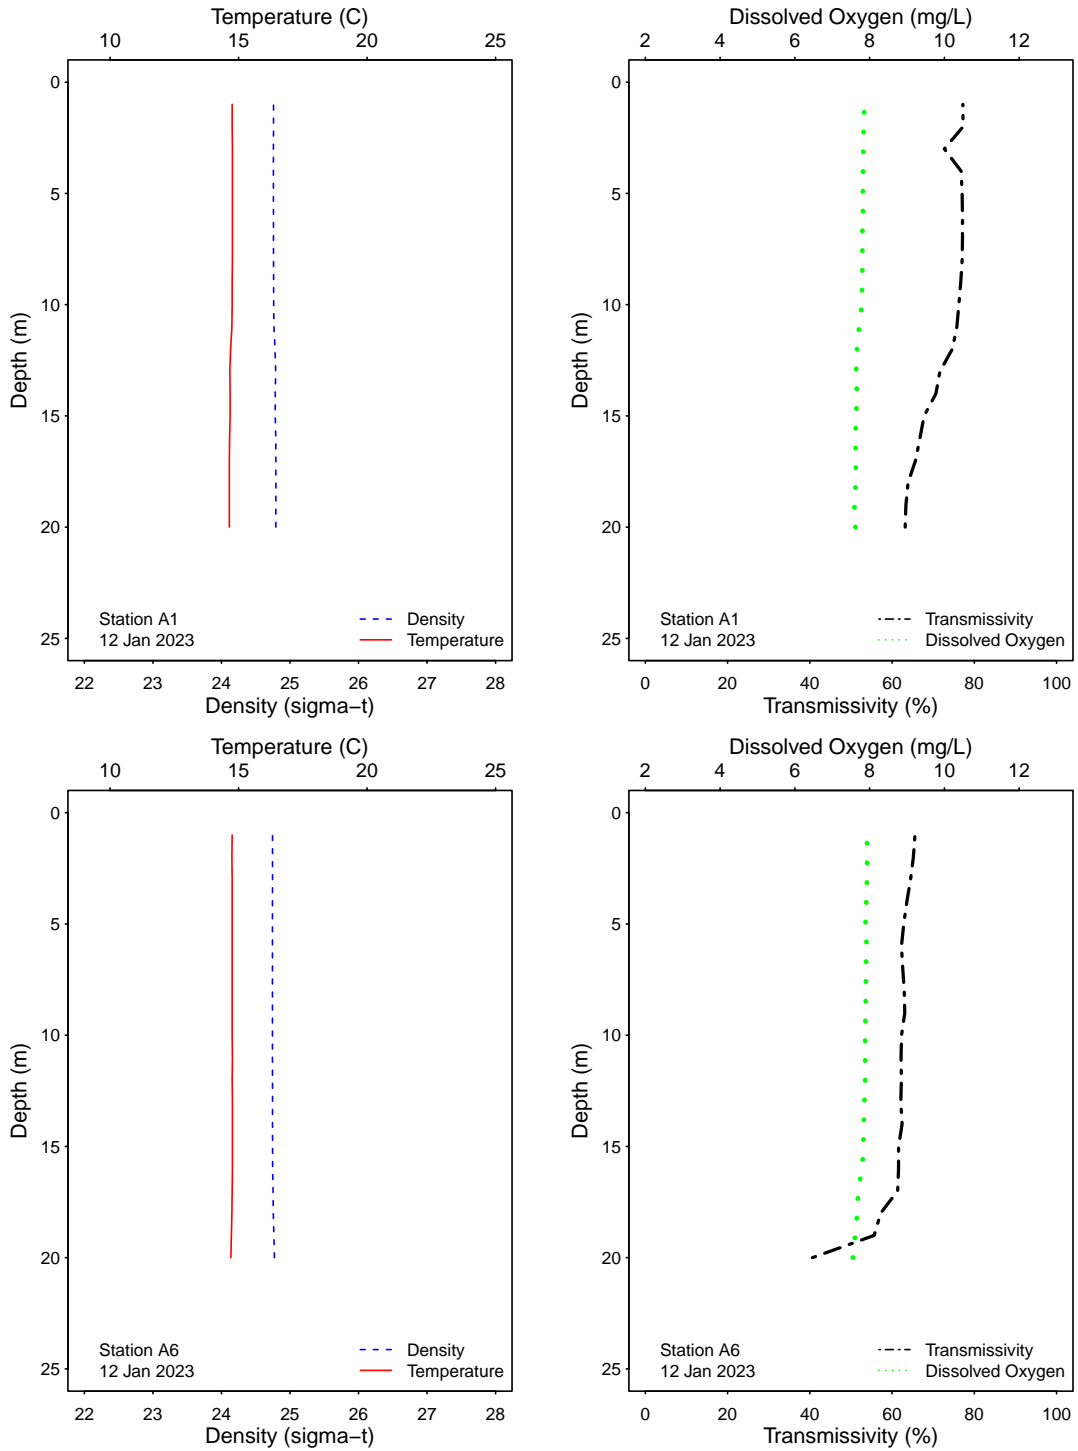 Temperature (C)
10 15 20 25
0
5
10
15
20
25
Depth (m)
Station A1
12 Jan 2023
Density
Temperature
22 23 24 25 26 27 28
Density (sigma−t)
Dissolved Oxygen (mg/L)
2 4 6 8 10 12
0
5
10
15
20
25
Depth (m)
Station A1
12 Jan 2023
Transmissivity
Dissolved Oxygen
0 20 40 60 80 100
Transmissivity (%)
Temperature (C)
10 15 20 25
0
5
10
15
20
25
Depth (m)
Station A6
12 Jan 2023
Density
Temperature
22 23 24 25 26 27 28
Density (sigma−t)
Dissolved Oxygen (mg/L)
2 4 6 8 10 12
0
5
10
15
20
25
Depth (m)
Station A6
12 Jan 2023
Transmissivity
Dissolved Oxygen
0 20 40 60 80 100
Transmissivity (%)